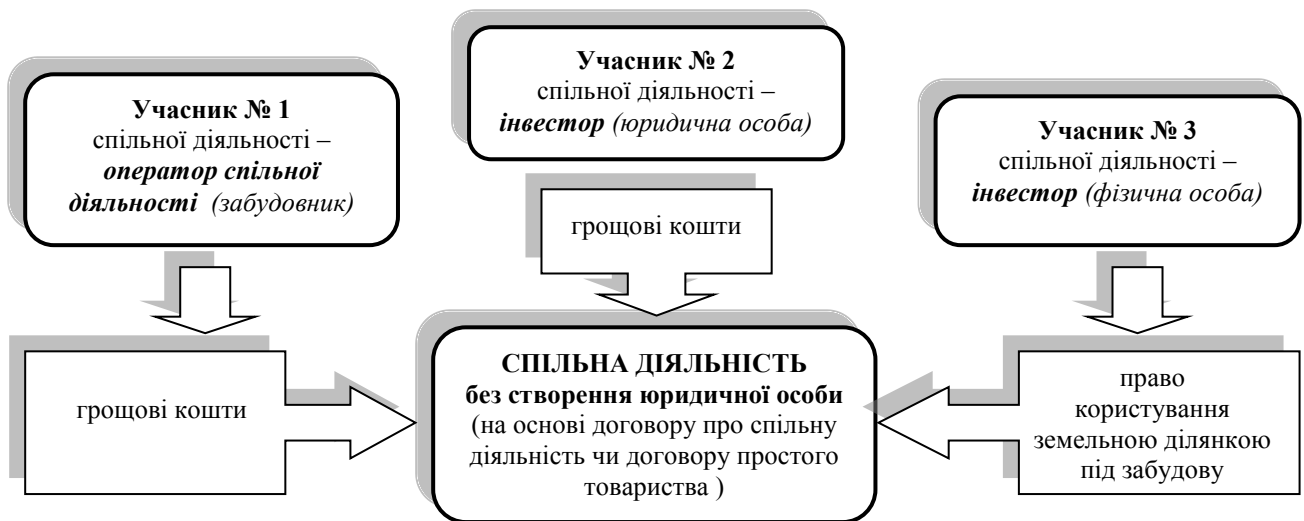 Учасник № 1
спільної діяльності –
оператор спільної
діяльності (забудовник)
Учасник № 2
спільної діяльності –
інвестор (юридична особа)
Учасник № 3
спільної діяльності –
інвестор (фізична особа)
грощові кошти
грощові кошти
СПІЛЬНА ДІЯЛЬНІСТЬ
без створення юридичної особи
(на основі договору про спільну
діяльність чи договору простого
товариства )
право
користування
земельною ділянкою
під забудову